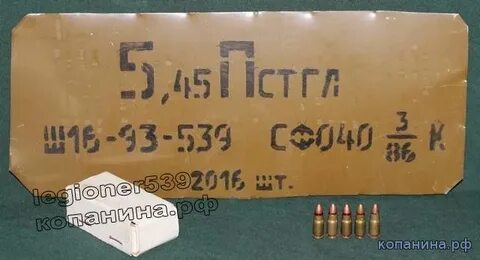 5,45 Пстгл
Ш16-93-539 СФ040 3/86 К
2016 шт.
legioner539
копанина.рф
копанина.рф